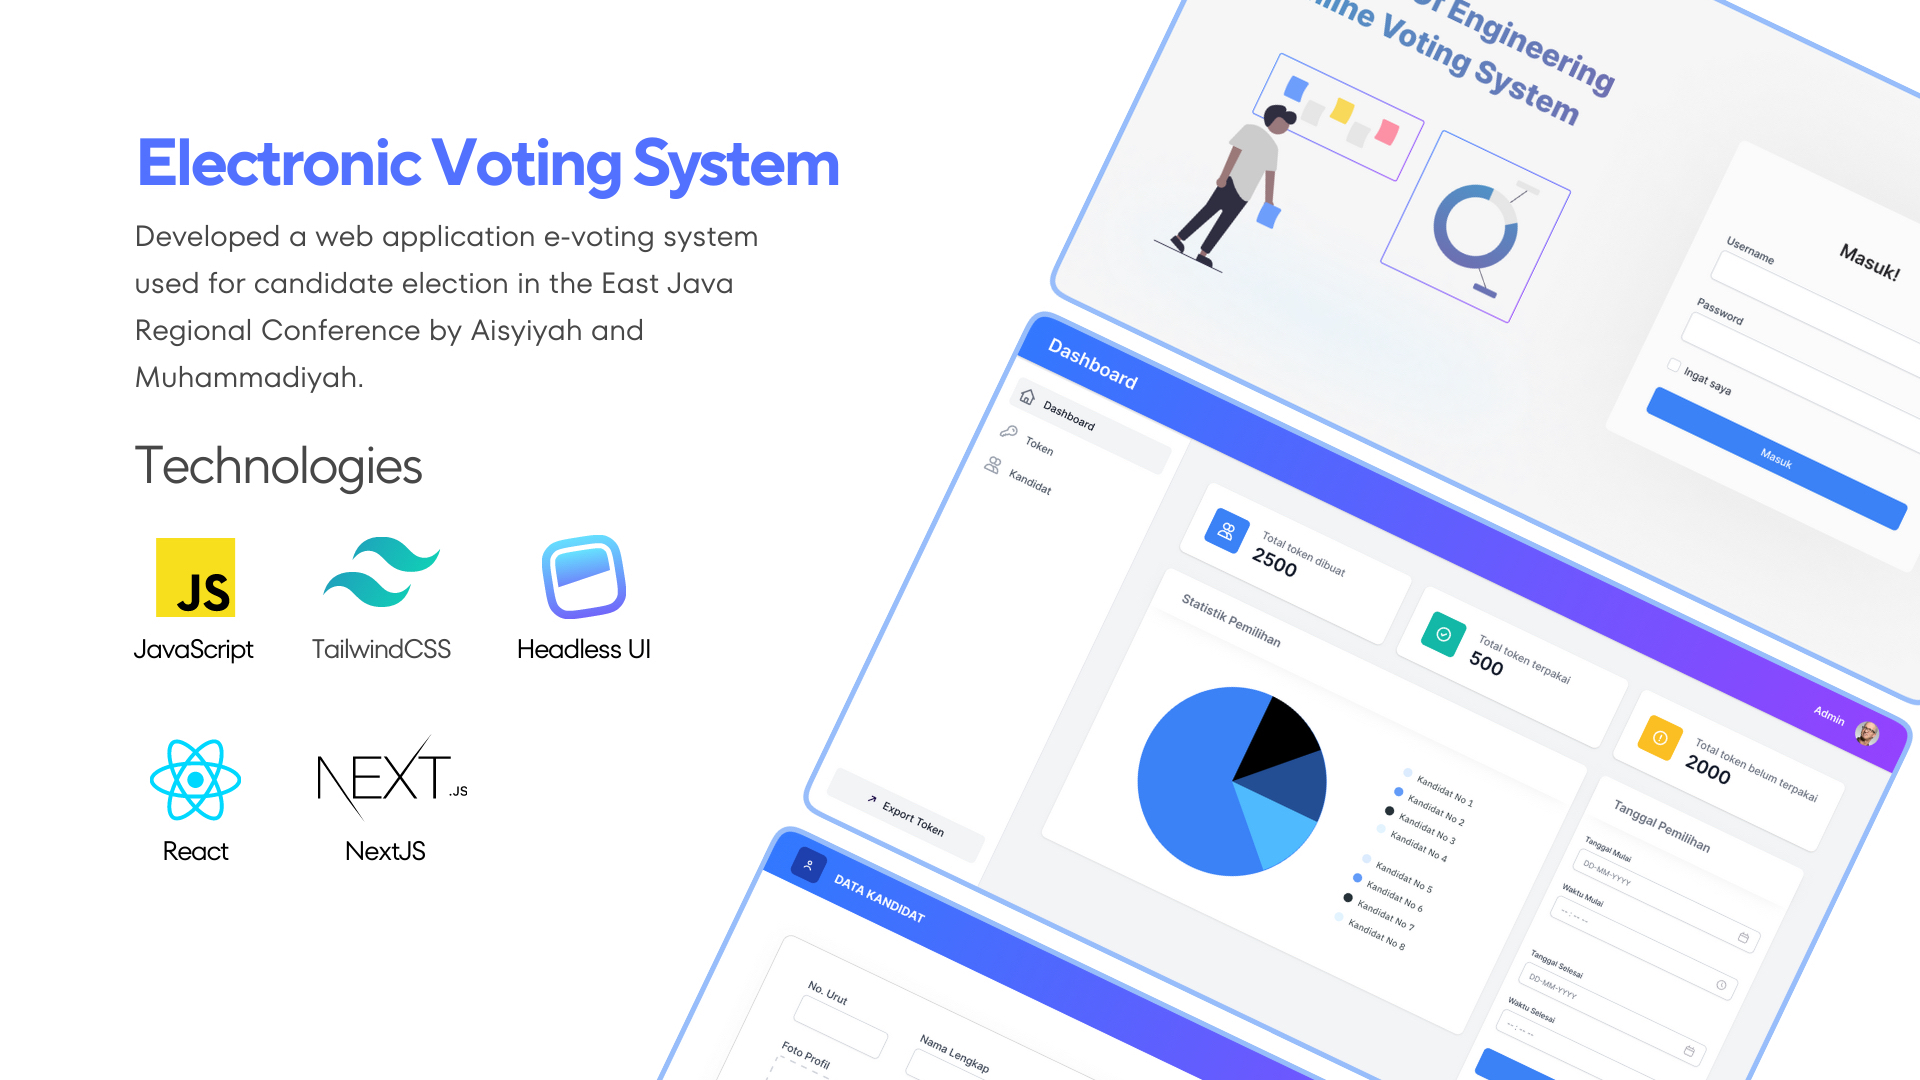 Electronic Voting System
Developed a web application e-voting system
used for candidate election in the East Java
Regional Conference by Aisyiyah and
Muhammadiyah.
Technologies
JS
JavaScript
TailwindCSS
Headless UI
React
NEXT.JS
NextJS
Of Engineering
Voting System
Masuk!
Username
Password
Ingat saya
Masuk
Dashboard
Admin
Dashboard
Token
Kandidat
Export Token
Total token dibuat
2500
Total token terpakai
500
Total token belum terpakai
2000
Statistik Pemilihan
Kandidat No 1
Kandidat No 2
Kandidat No 3
Kandidat No 4
Kandidat No 5
Kandidat No 6
Kandidat No 7
Kandidat No 8
Tanggal Pemilihan
Tanggal Mulai
DD-MM-YYYY
Waktu Mulai
--:-- --
Tanggal Selesai
DD-MM-YYYY
Waktu Selesai
--:-- --
DATA KANDIDAT
No. Urut
Nama Lengkap
Foto Profil